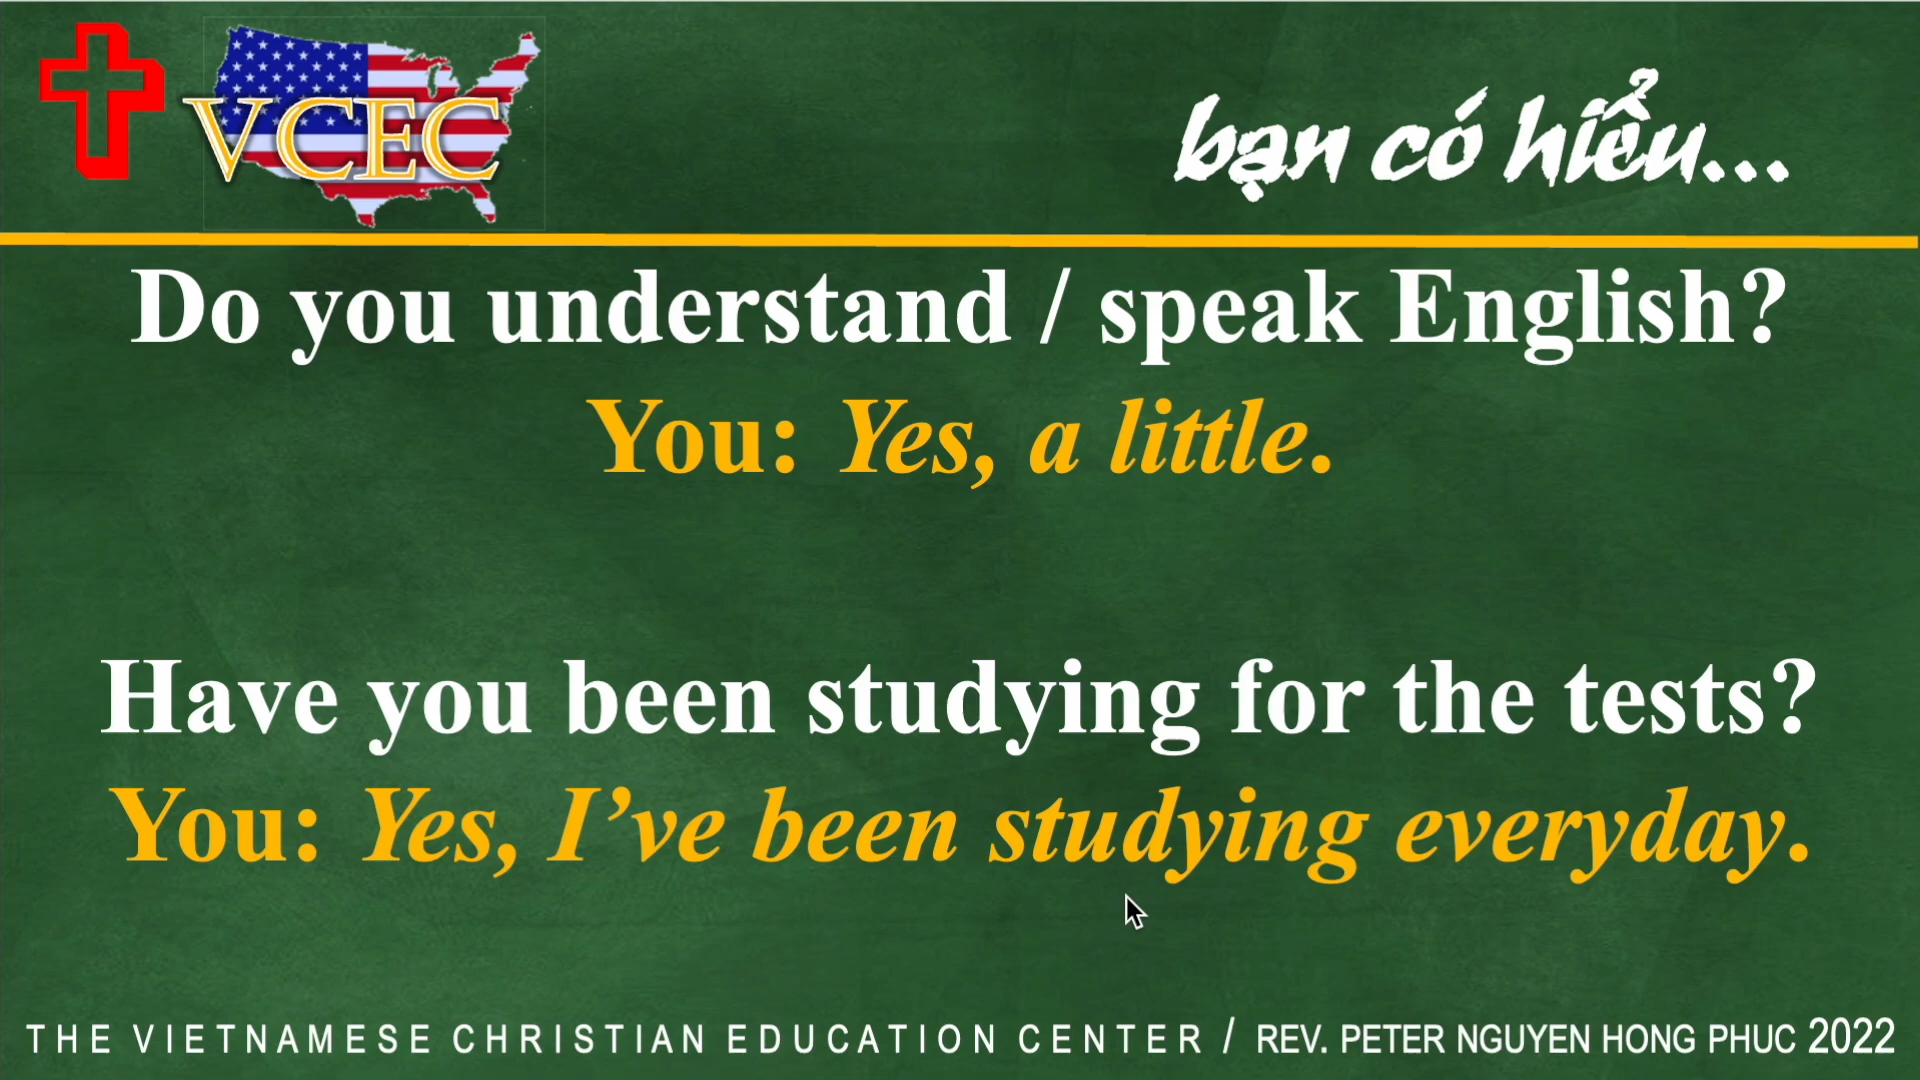 VCEC
bạn có hiểu...
Do you understand / speak English?
You: Yes, a little.
Have you been studying for the tests?
You: Yes, I’ve been studying everyday.
THE VIETNAMESE CHRISTIAN EDUCATION CENTER / REV. PETER NGUYEN HONG PHUC 2022